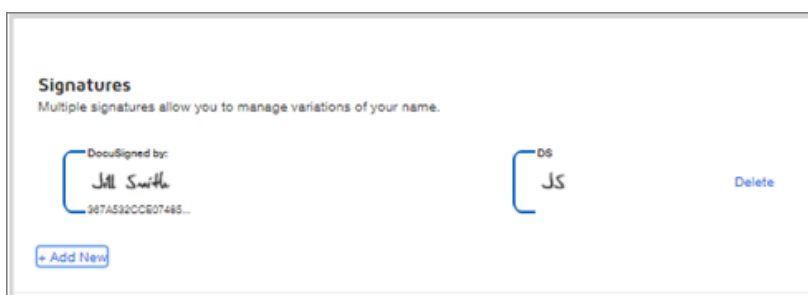 Signatures
Multiple signatures allow you to manage variations of your name.
DocuSigned by:
Jill Smith
367A532CCE07485...
DS
JS
Delete
+ Add New